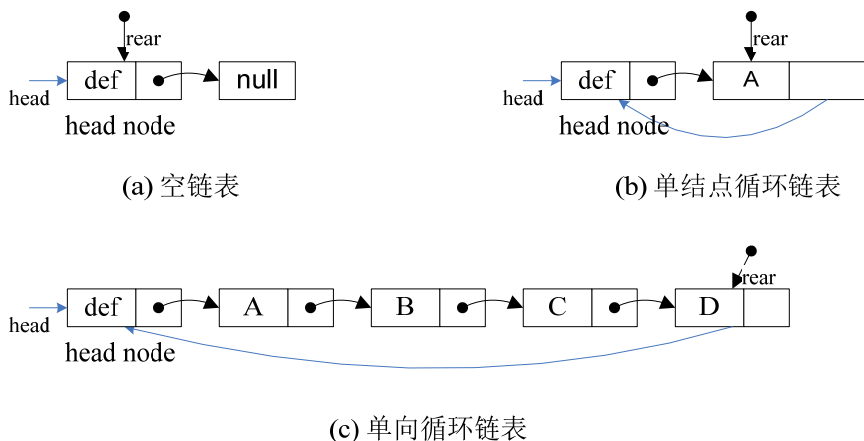 rear
def null
head
head node
(a) 空链表
rear
def A
head
head node
(b) 单结点循环链表
rear
def A B C D
head
head node
(c) 单向循环链表